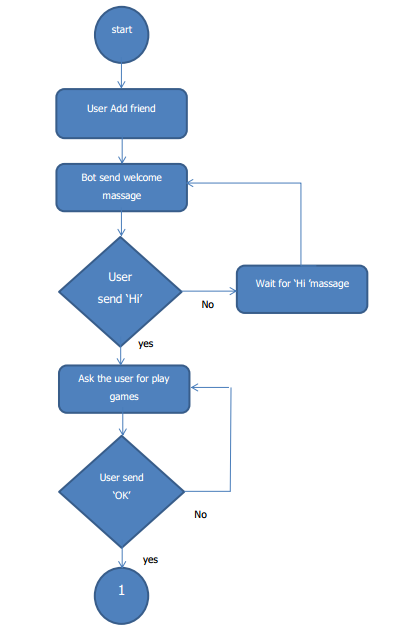 start
User Add friend
Bot send welcome
massage
User
send ‘Hi’
No
Wait for ‘Hi ’massage
yes
Ask the user for play
games
User send
‘OK’
No
yes
1